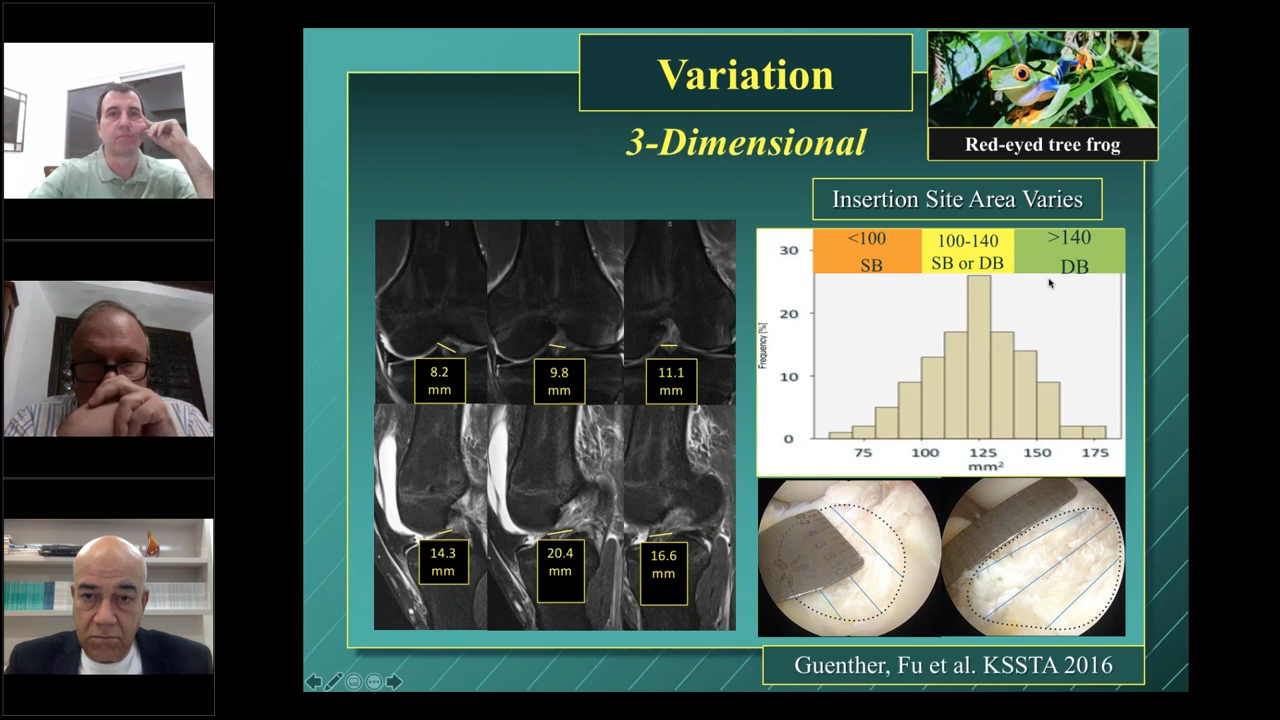 Variation
3-Dimensional
Red-eyed tree frog
Insertion Site Area Varies
8.2
mm
9.8
mm
11.1
mm
14.3
mm
20.4
mm
16.6
mm
<100
SB
100-140
SB or DB
>140
DB
30
20
10
0
Frequency [%]
75 100 125 150 175
mm²
Guenther, Fu et al. KSSTA 2016